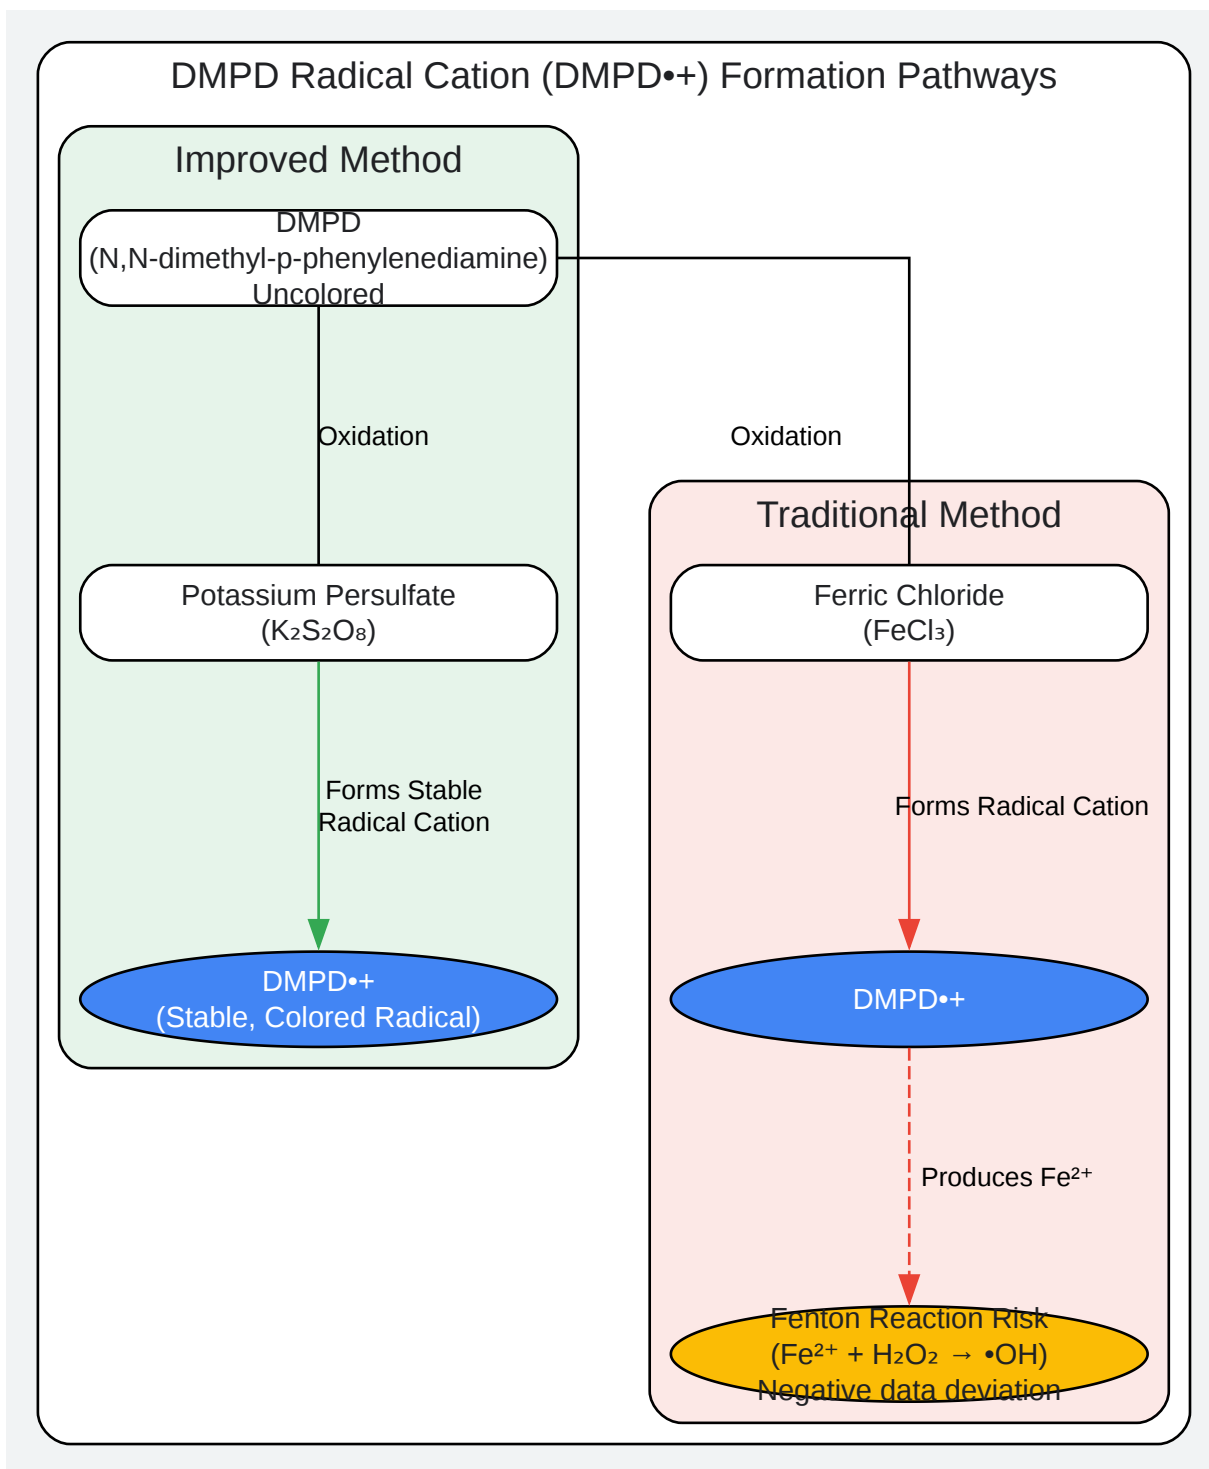 DMPD Radical Cation (DMPD•+) Formation Pathways
Improved Method
DMPD
(N,N-dimethyl-p-phenylenediamine)
Uncolored
Oxidation
Oxidation
Traditional Method
Potassium Persulfate
(K₂S₂O₈)
Ferric Chloride
(FeCl₃)
Forms Stable
Radical Cation
Forms Radical Cation
DMPD•+
(Stable, Colored Radical)
DMPD•+
Produces Fe²⁺
Fenton Reaction Risk
(Fe²⁺ + H₂O₂ → •OH)
Negative data deviation